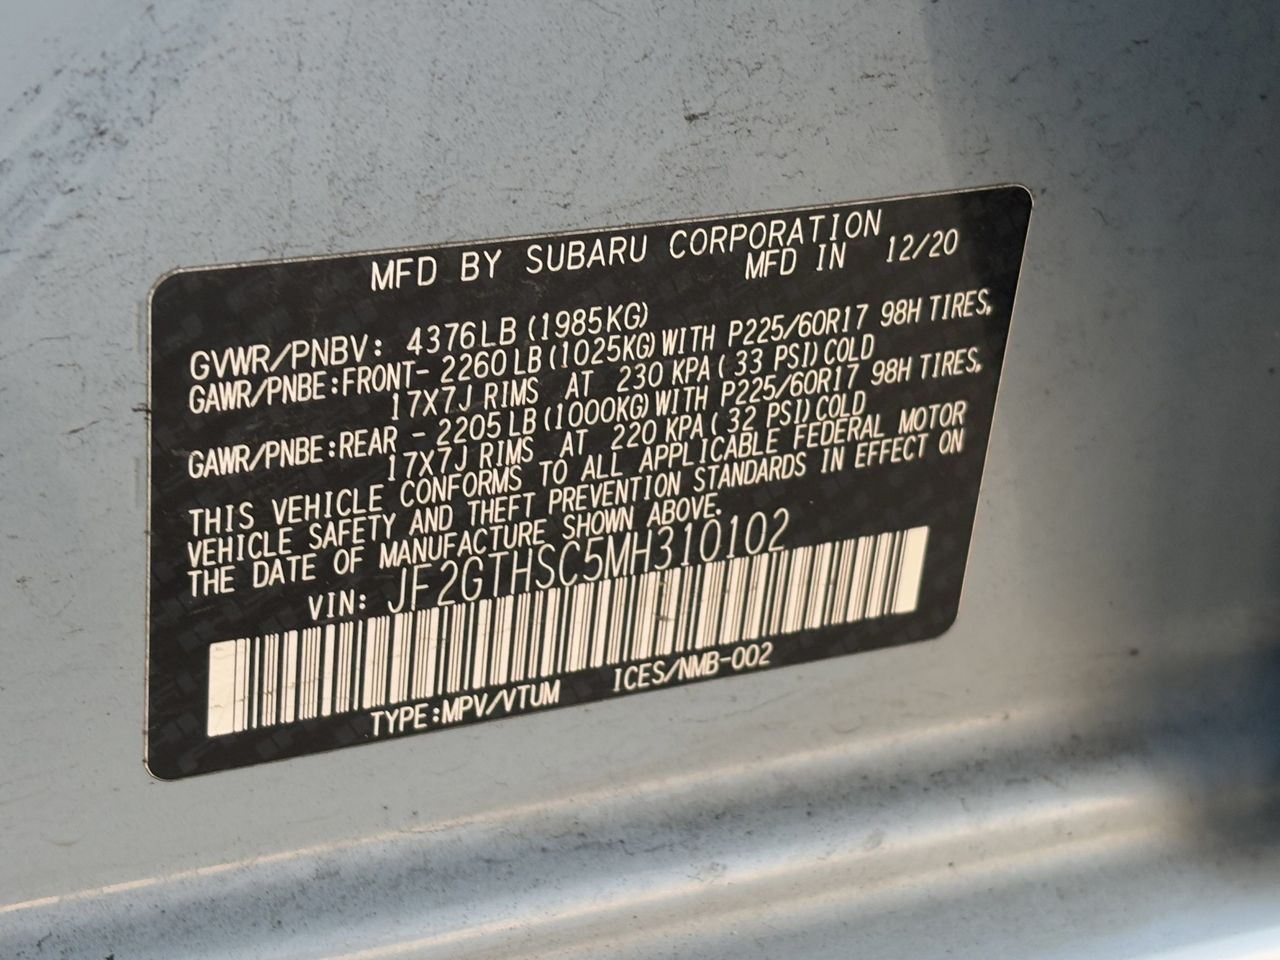 MFD BY SUBARU CORPORATION
MFD IN 12/20
GVWR/PNBV: 4376LB (1985KG)
GAWR/PNBE:FRONT- 2260LB (1025KG) WITH P225/60R17 98H TIRES,
17X7J RIMS AT 230 KPA ( 33 PSI) COLD
GAWR/PNBE:REAR - 2205LB (1000KG) WITH P225/60R17 98H TIRES,
17X7J RIMS AT 220 KPA ( 32 PSI) COLD
THIS VEHICLE CONFORMS TO ALL APPLICABLE FEDERAL MOTOR
VEHICLE SAFETY AND THEFT PREVENTION STANDARDS IN EFFECT ON
THE DATE OF MANUFACTURE SHOWN ABOVE.
VIN: JF2GTHSC5MH310102
TYPE:MPV/VTUM ICES/NMB-002